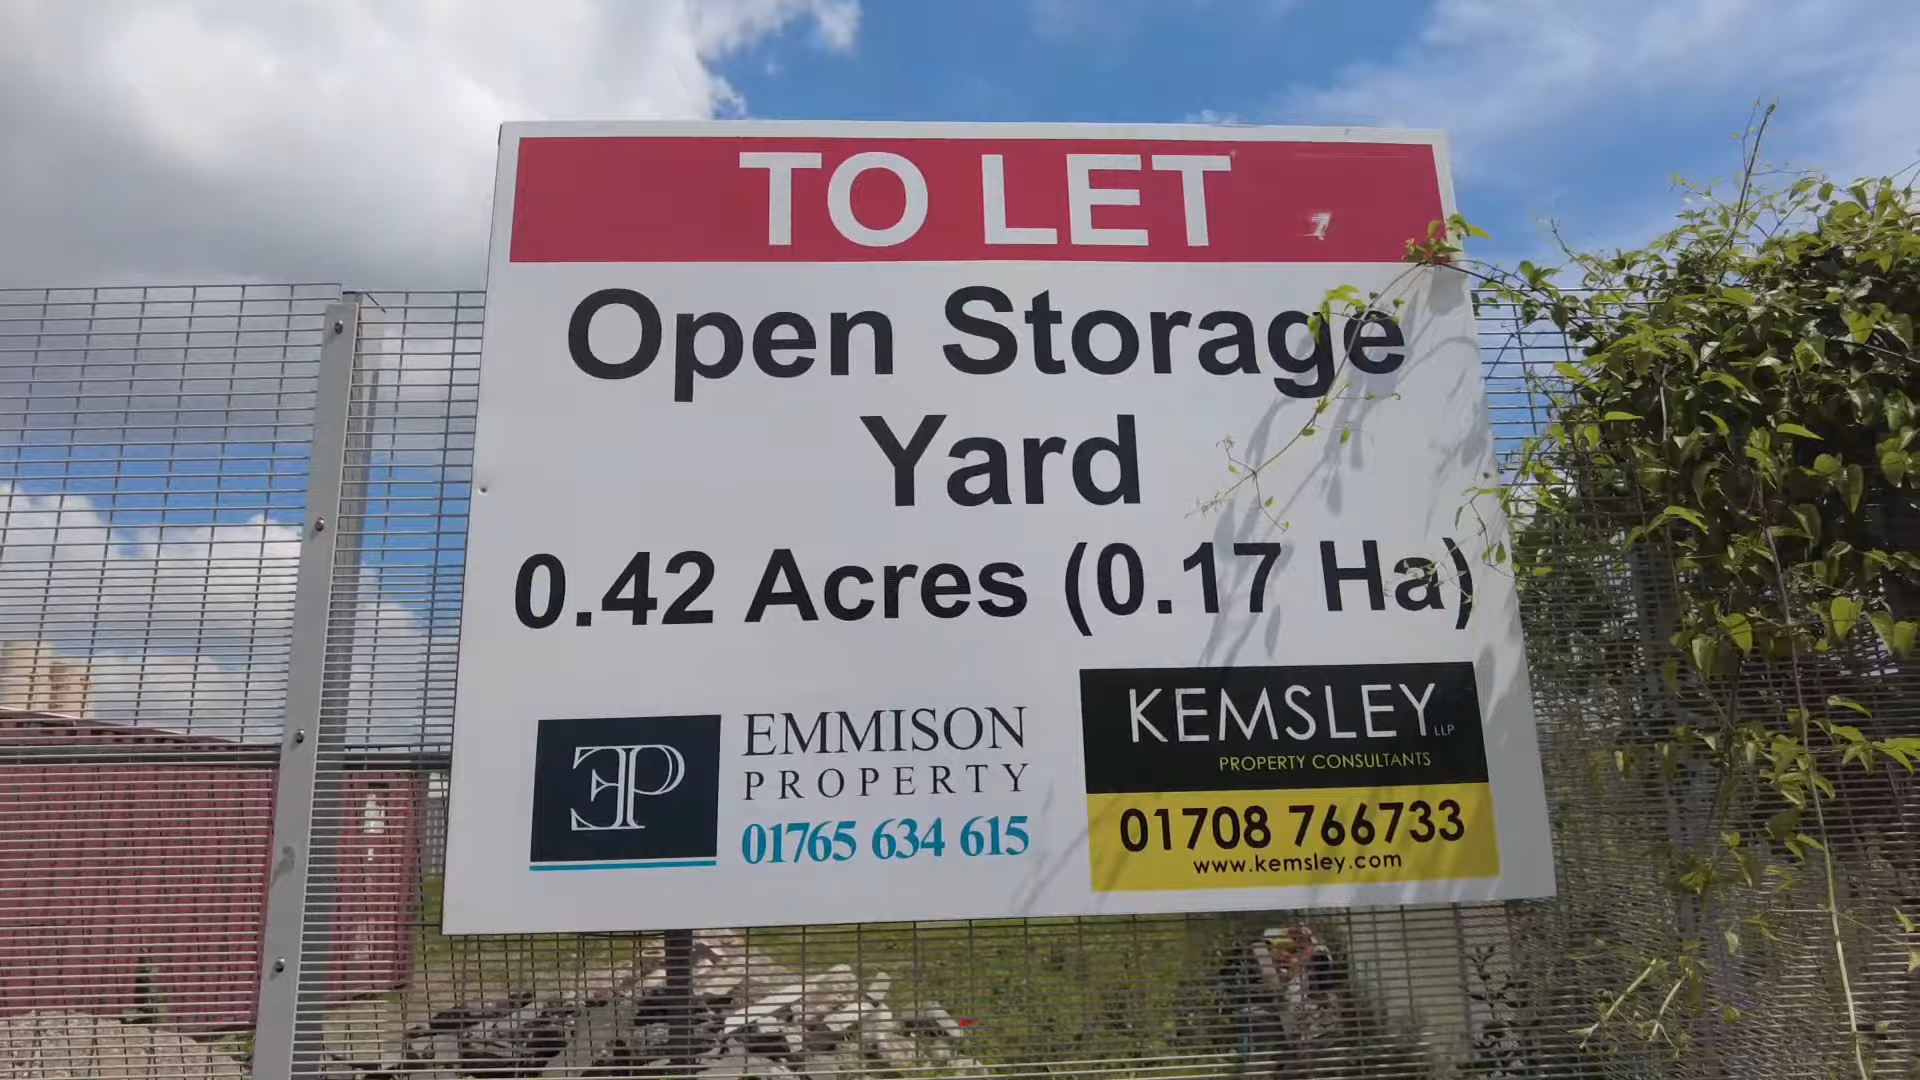 TO LET
Open Storage
Yard
0.42 Acres (0.17 Ha)
EP
EMMISON
PROPERTY
01765 634 615
KEMSLEY LLP
PROPERTY CONSULTANTS
01708 766733
www.kemsley.com